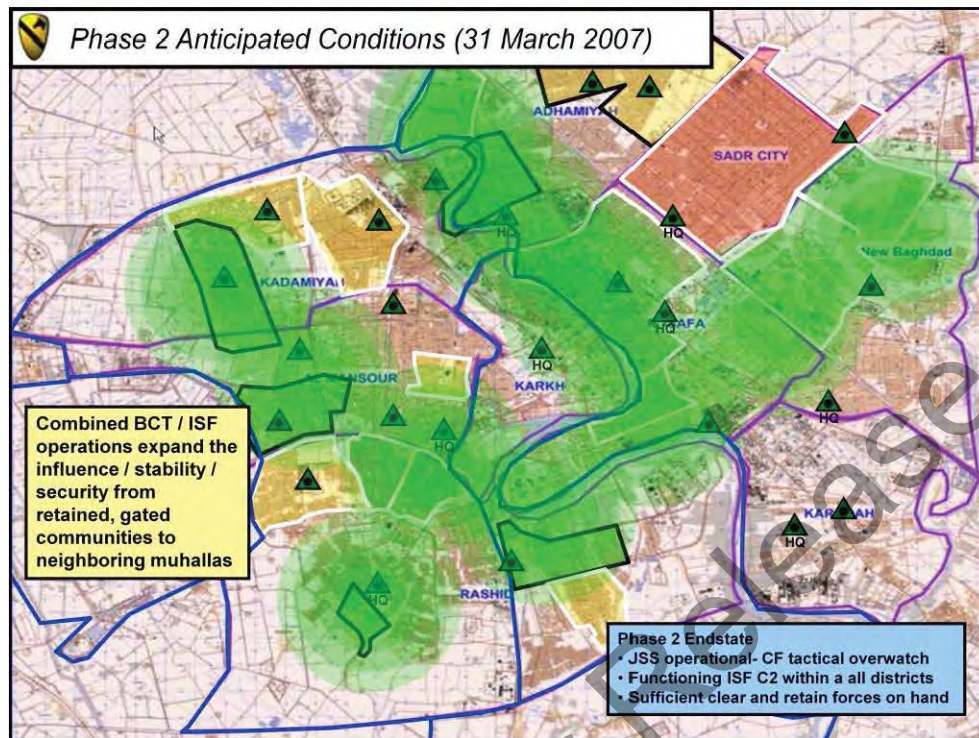 Phase 2 Anticipated Conditions (31 March 2007)
ADHAMIYAH
SADR CITY
HQ
HQ
New Baghdad
KADAMIYAH
HQ
AFA
HQ
MANSOUR
KARKH
HQ
HQ
Combined BCT / ISF
operations expand the
influence / stability /
security from
retained, gated
communities to
neighboring muhallas
HQ
RASHID
HQ
Phase 2 Endstate
• JSS operational- CF tactical overwatch
• Functioning ISF C2 within a all districts
• Sufficient clear and retain forces on hand
Release